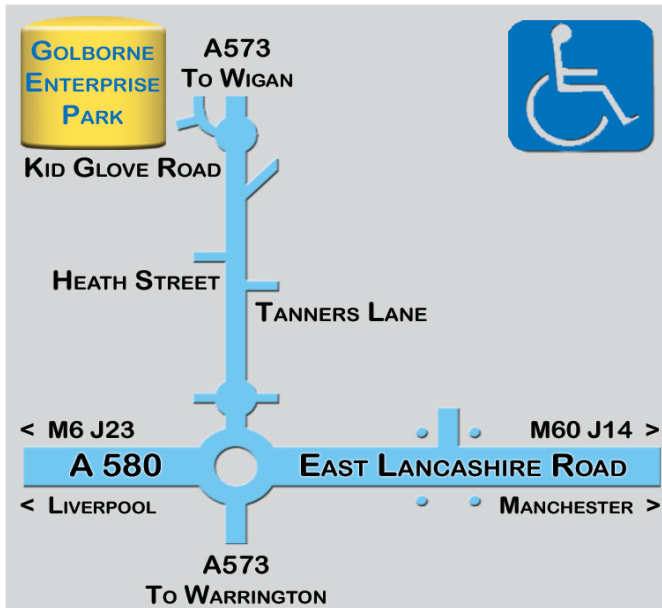 Golborne
Enterprise
Park
A573
To Wigan
Kid Glove Road
Heath Street
Tanners Lane
< M6 J23
M60 J14 >
A 580
East Lancashire Road
< Liverpool
Manchester >
A573
To Warrington